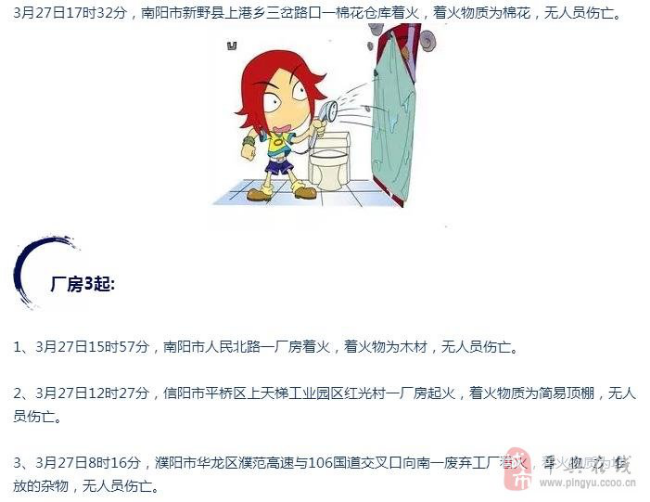 3月27日17时32分，南阳市新野县上港乡三岔路口一棉花仓库着火，着火物质为棉花，无人员伤亡。
厂房3起:
1、3月27日15时57分，南阳市人民北路一厂房着火，着火物为木材，无人员伤亡。
2、3月27日12时27分，信阳市平桥区上天梯工业园区红光村一厂房起火，着火物质为简易顶棚，无人
员伤亡。
3、3月27日8时16分，濮阳市华龙区濮范高速与106国道交叉口向南一废弃工厂着火，着火物质为堆
放的杂物，无人员伤亡。
www.pingyu.ccoo.cn